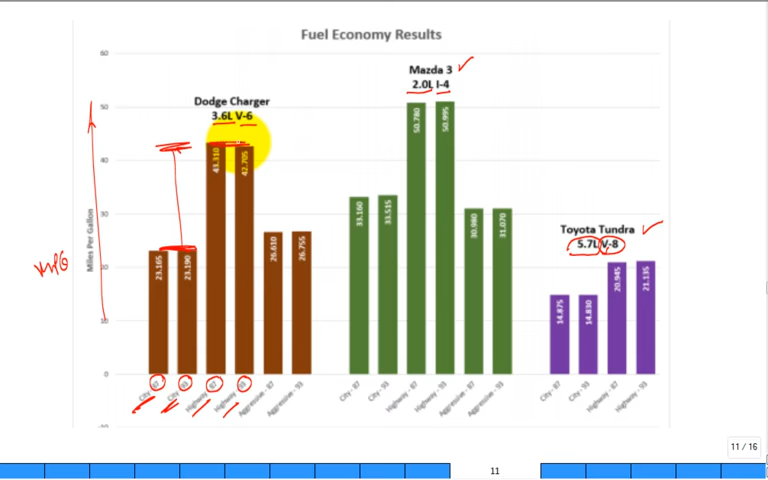 Fuel Economy Results
60
50
40
30
20
10
0
-10
Miles Per Gallon
MPG
Dodge Charger
3.6L V-6
23.165
23.190
43.310
42.705
26.610
26.755
City - 87
City - 93
Highway - 87
Highway - 93
Aggressive - 87
Aggressive - 93
Mazda 3
2.0L I-4
33.160
33.515
50.780
50.995
30.980
31.070
City - 87
City - 93
Highway - 87
Highway - 93
Aggressive - 87
Aggressive - 93
Toyota Tundra
5.7L V-8
14.875
14.830
20.945
21.135
City - 87
City - 93
Highway - 87
Highway - 93
11 / 16
11